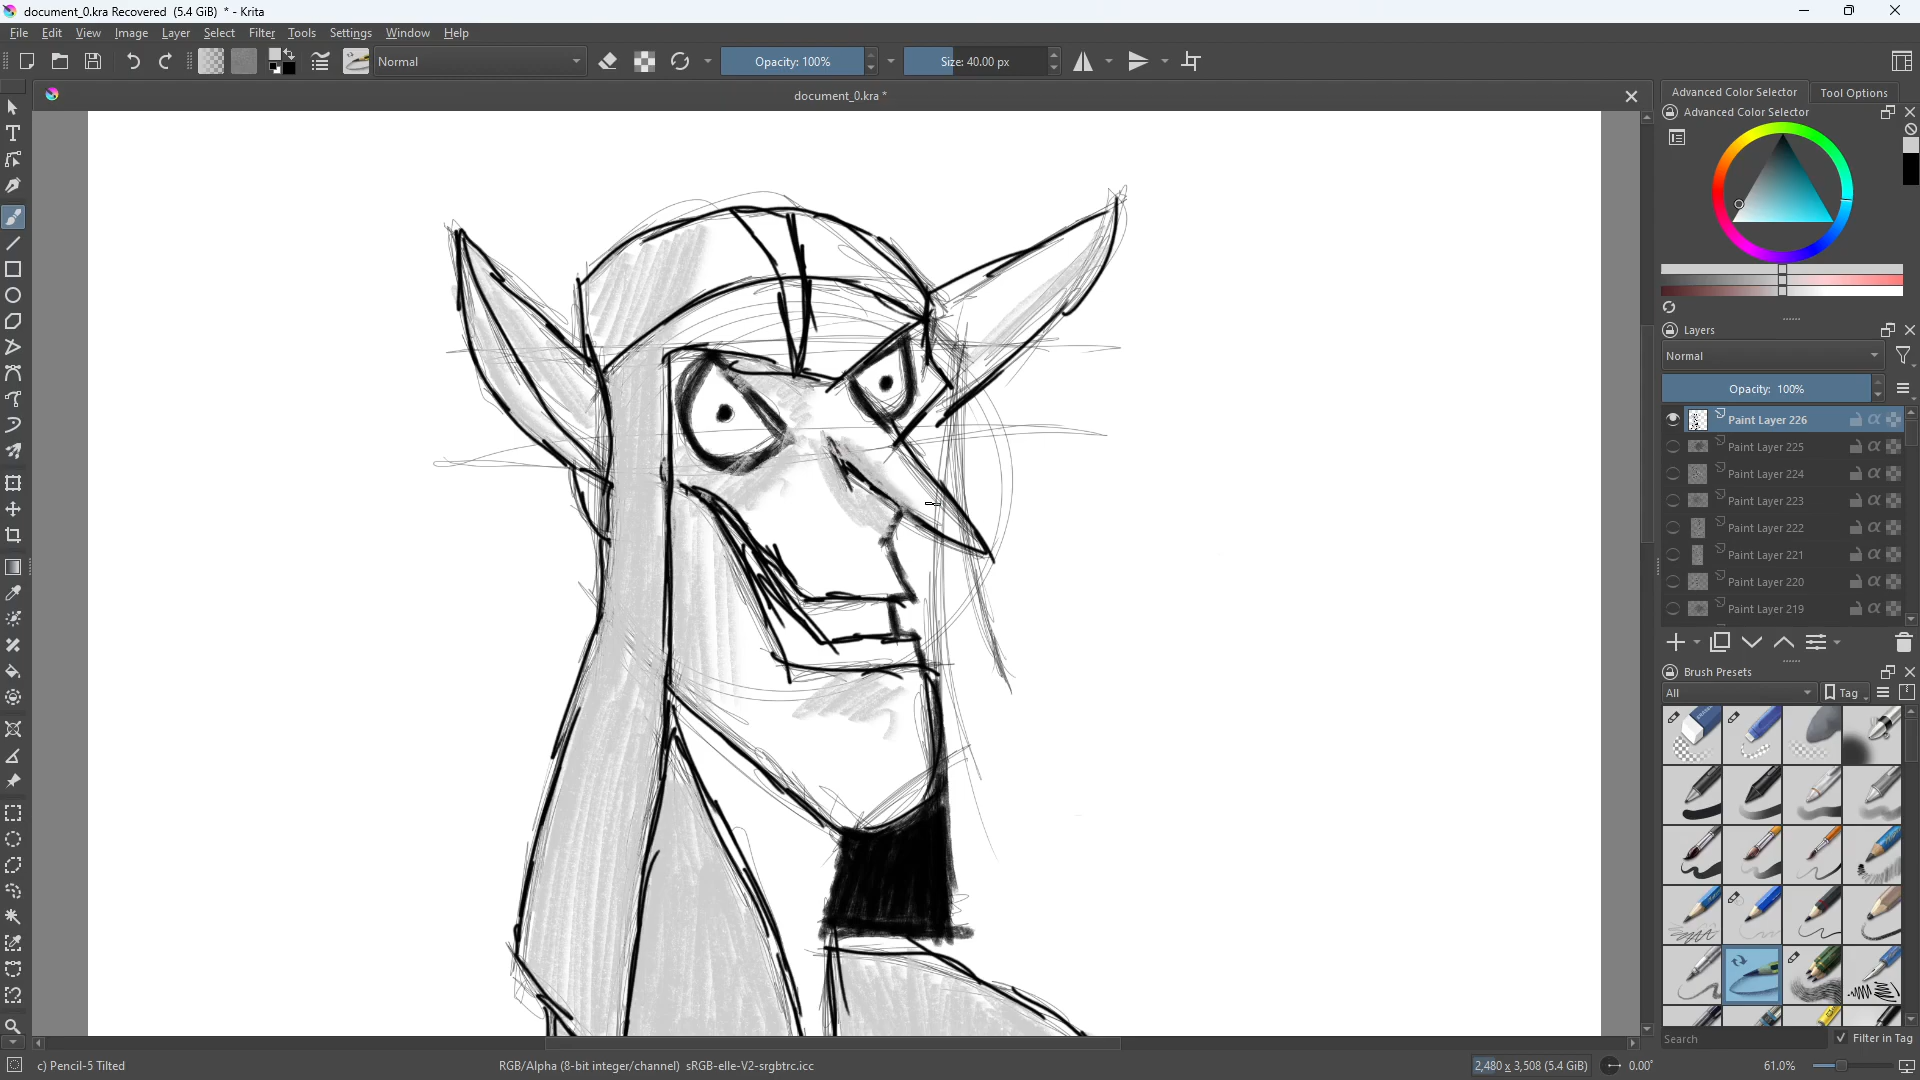 document_0.kra Recovered (5.4 GiB) * - Krita
File Edit View Image Layer Select Filter Tools Settings Window Help
Normal Opacity: 100% Size: 40.00 px
document_0.kra *
Advanced Color Selector Tool Options
Advanced Color Selector
Layers
Normal
Opacity: 100%
Paint Layer 226
Paint Layer 225
Paint Layer 224
Paint Layer 223
Paint Layer 222
Paint Layer 221
Paint Layer 220
Paint Layer 219
Brush Presets
All Tag
Search Filter in Tag
c) Pencil-5 Tilted RGB/Alpha (8-bit integer/channel) sRGB-elle-V2-srgbtrc.icc 2,480 x 3,508 (5.4 GiB) 0.00° 61.0%